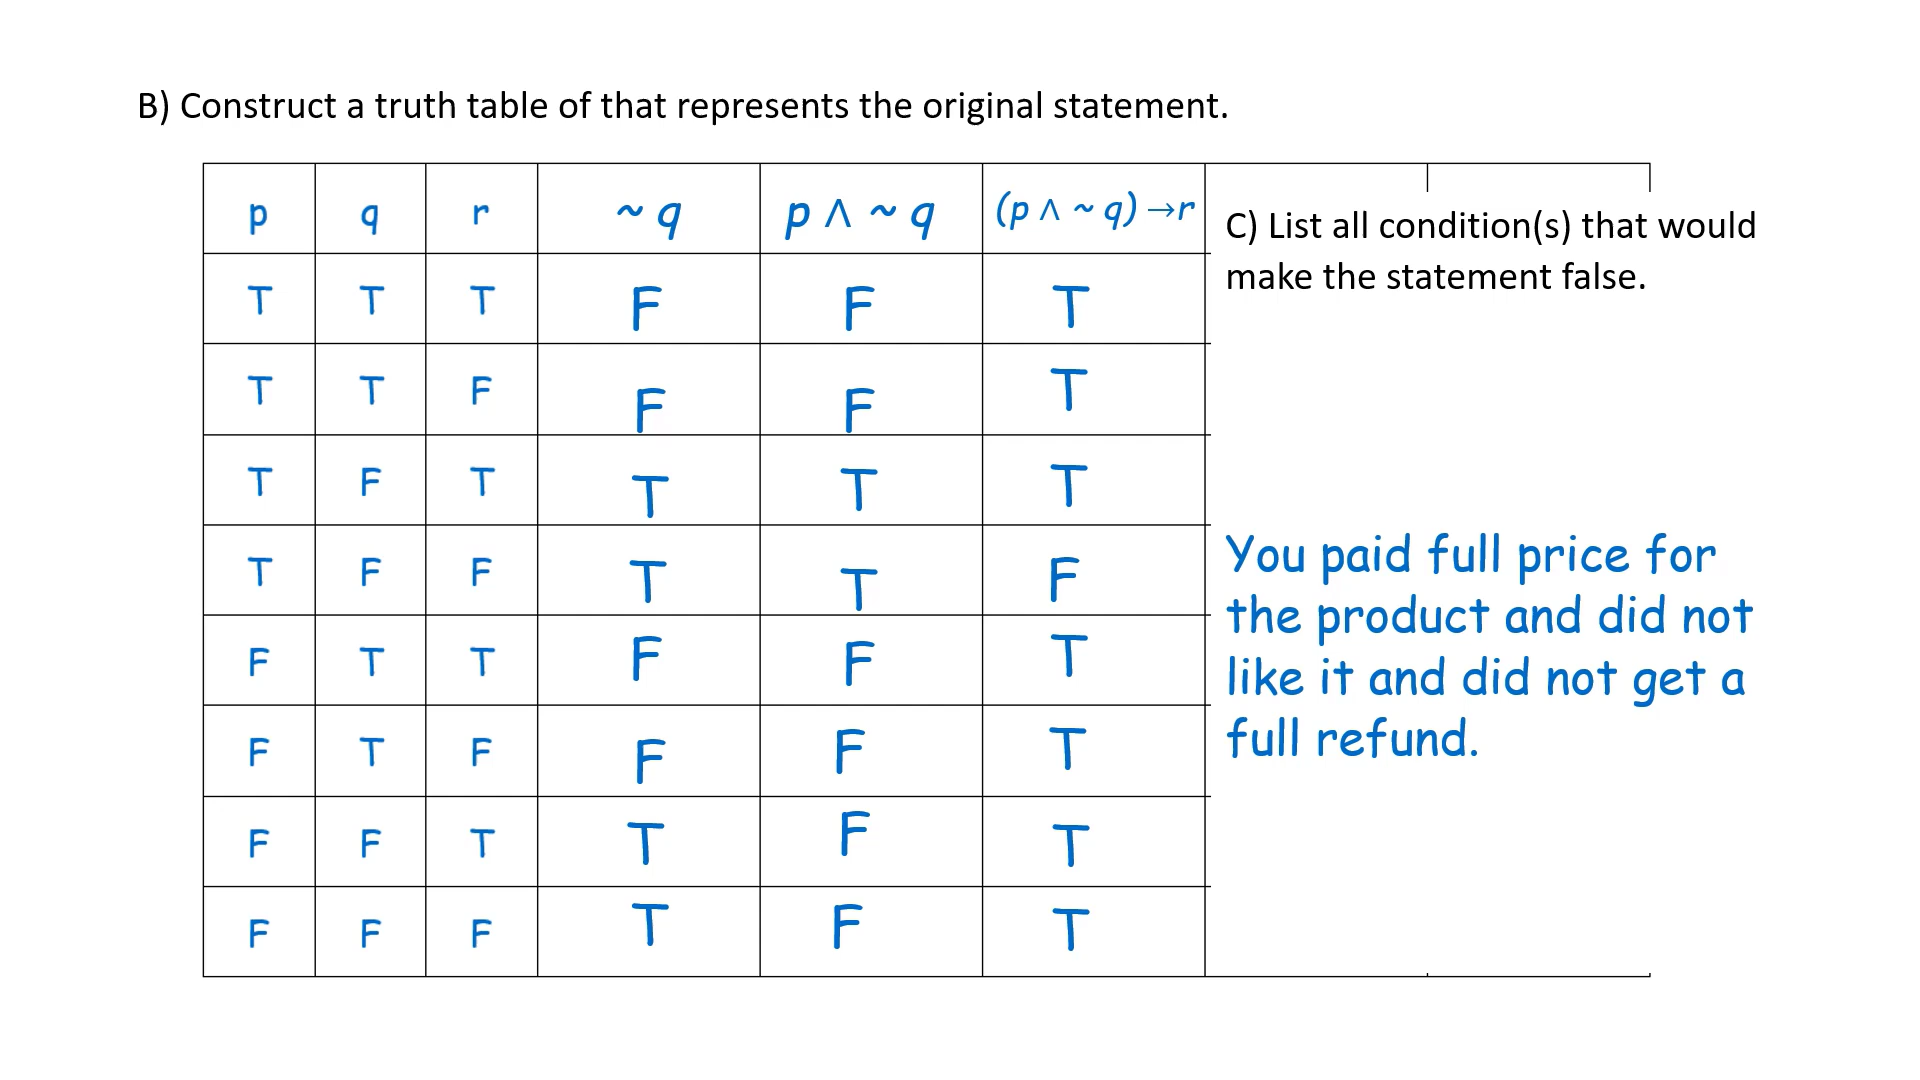 B) Construct a truth table of that represents the original statement.
p q r ~ q p ∧ ~ q (p ∧ ~ q) →r
T T T F F T
T T F F F T
T F T T T T
T F F T T F
F T T F F T
F T F F F T
F F T T F T
F F F T F T
C) List all condition(s) that would
make the statement false.
You paid full price for
the product and did not
like it and did not get a
full refund.